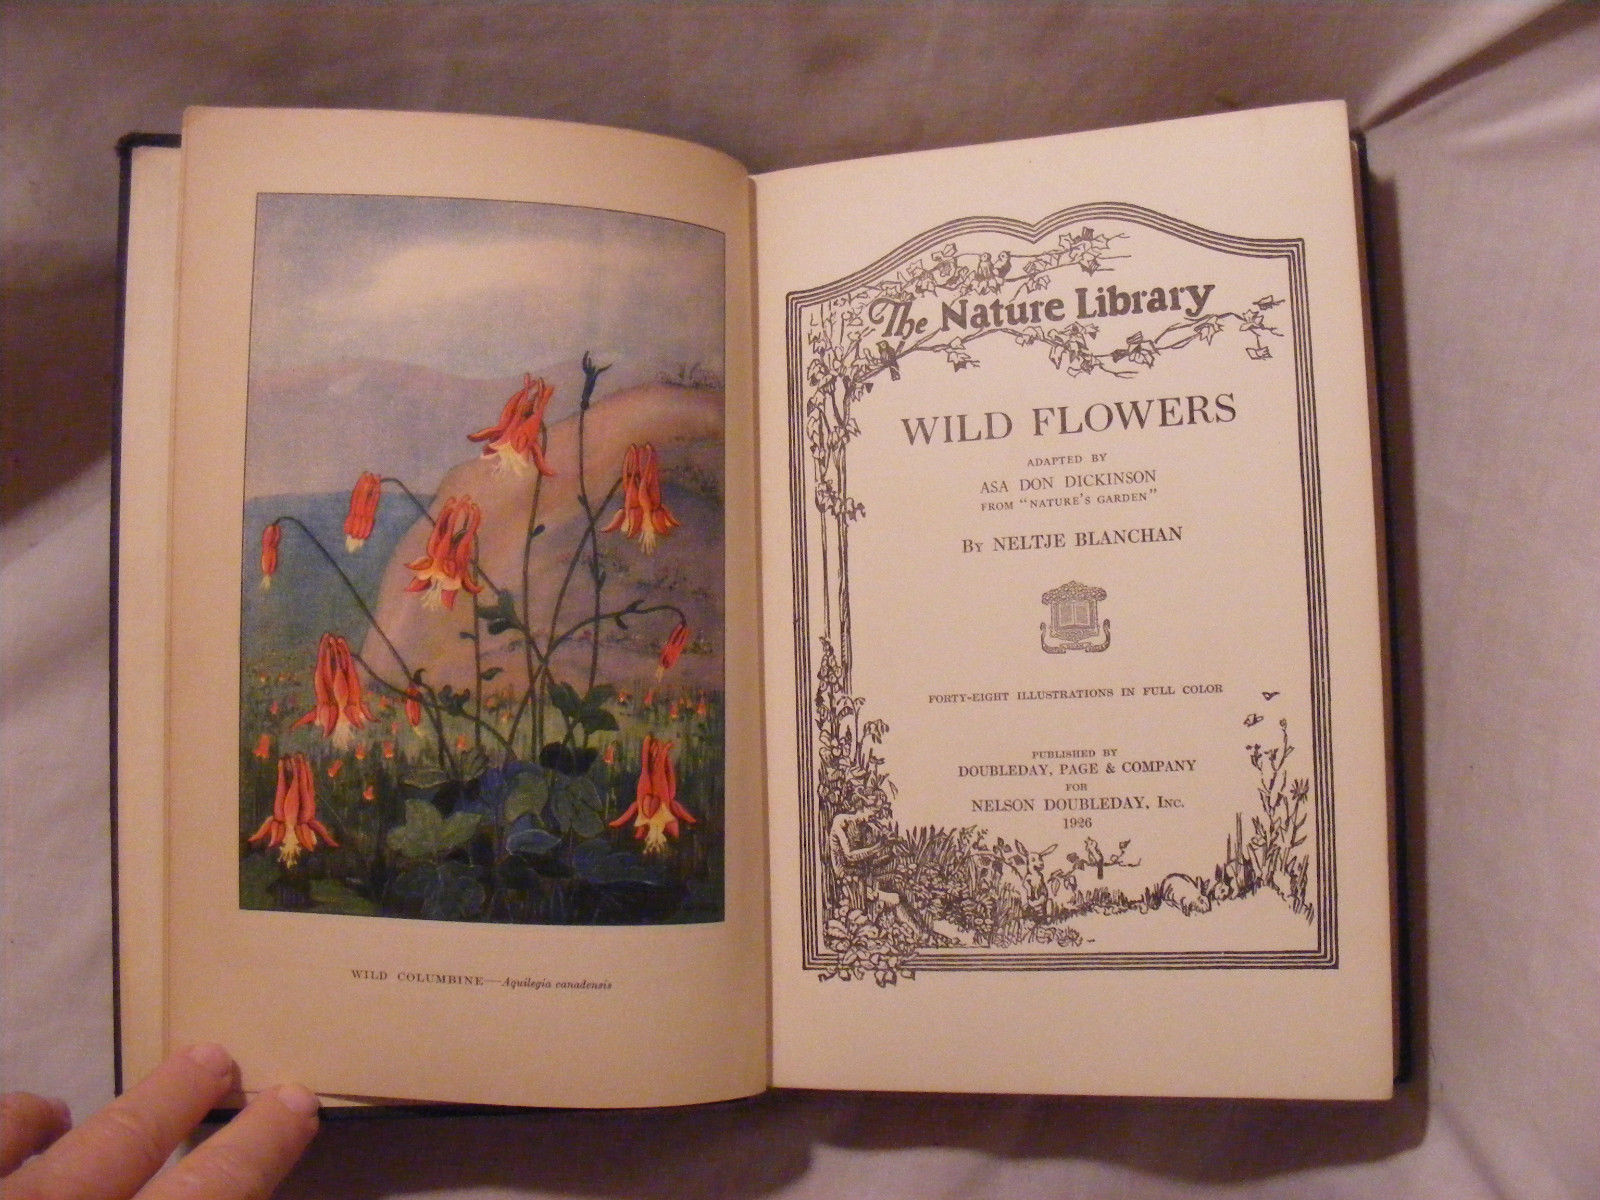 WILD COLUMBINE—Aquilegia canadensis
The Nature Library
WILD FLOWERS
ADAPTED BY
ASA DON DICKINSON
FROM "NATURE'S GARDEN"
By NELTJE BLANCHAN
FORTY-EIGHT ILLUSTRATIONS IN FULL COLOR
PUBLISHED BY
DOUBLEDAY, PAGE & COMPANY
FOR
NELSON DOUBLEDAY, Inc.
1926